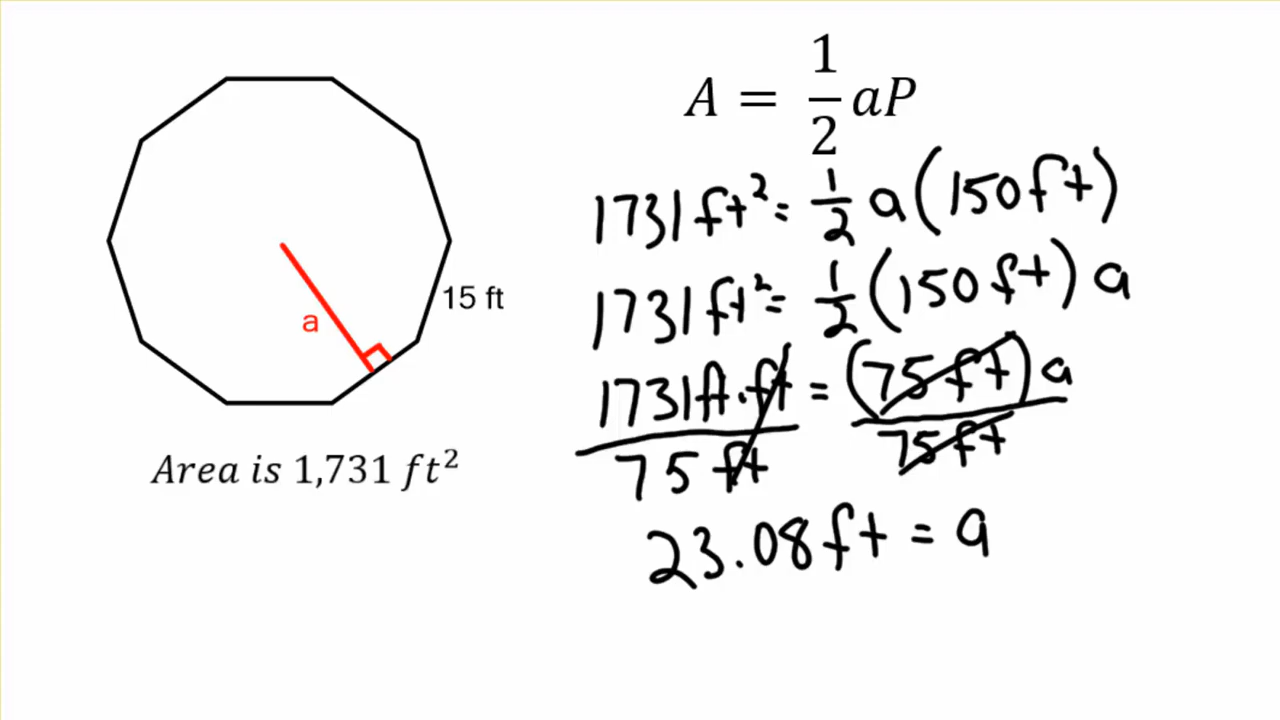 A = 1/2 aP
1731 ft² = 1/2 a (150 ft)
1731 ft² = 1/2 (150 ft) a
1731 ft · ft / 75 ft = (75 ft) a / 75 ft
23.08 ft = a
a
15 ft
Area is 1,731 ft²